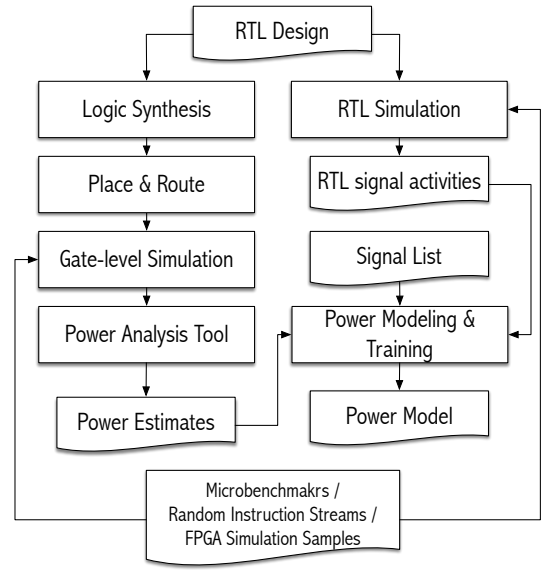 RTL Design
Logic Synthesis
RTL Simulation
Place & Route
RTL signal activities
Gate-level Simulation
Signal List
Power Analysis Tool
Power Modeling &
Training
Power Estimates
Power Model
Microbenchmakrs /
Random Instruction Streams /
FPGA Simulation Samples